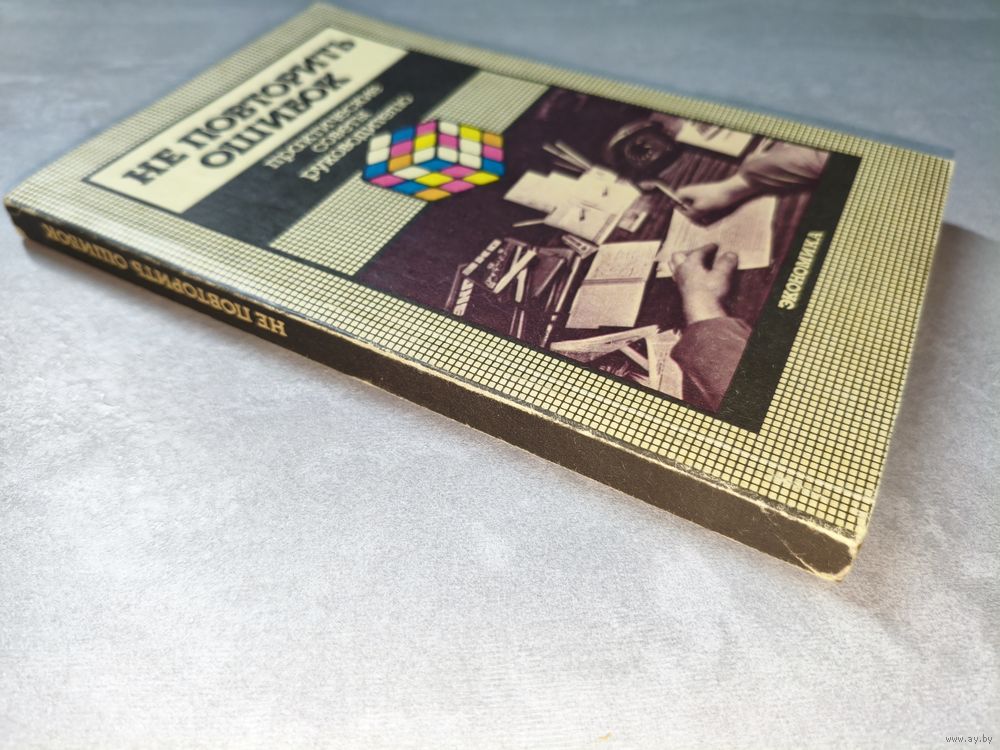 НЕ ПОВТОРИТЬ
ОШИБОК
практические
советы
руководителю
ЭКОНОМИКА
НЕ ПОВТОРИТЬ ОШИБОК
www.ay.by